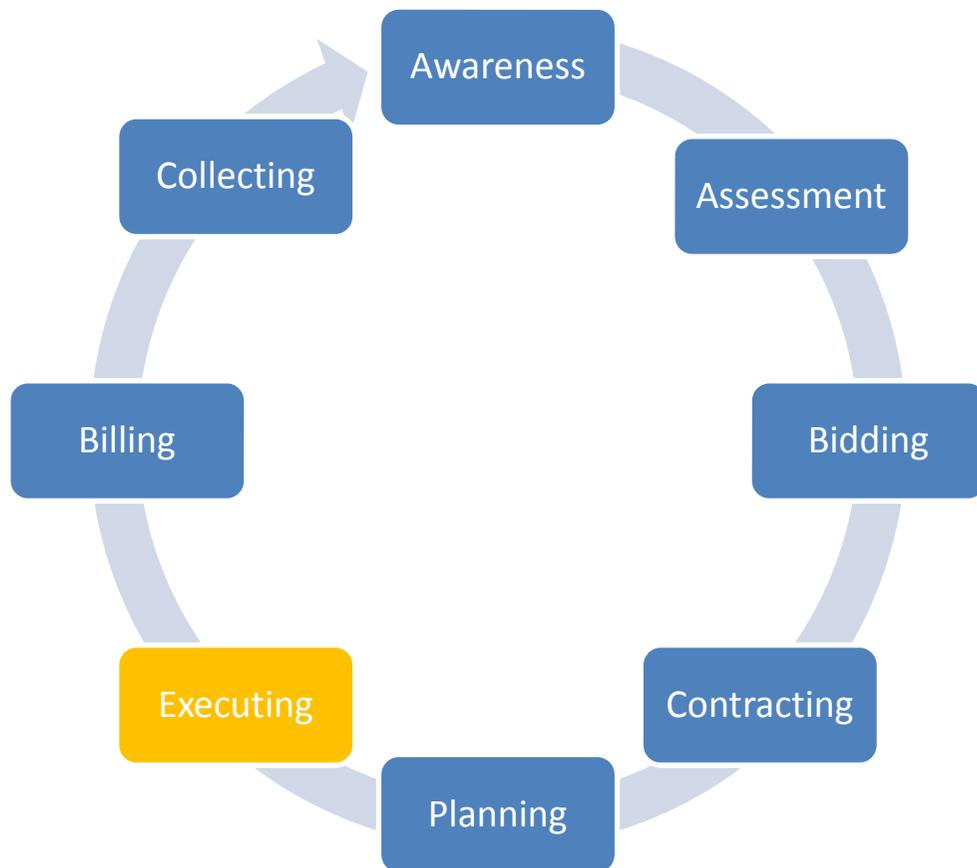 Awareness
Assessment
Bidding
Contracting
Planning
Executing
Billing
Collecting